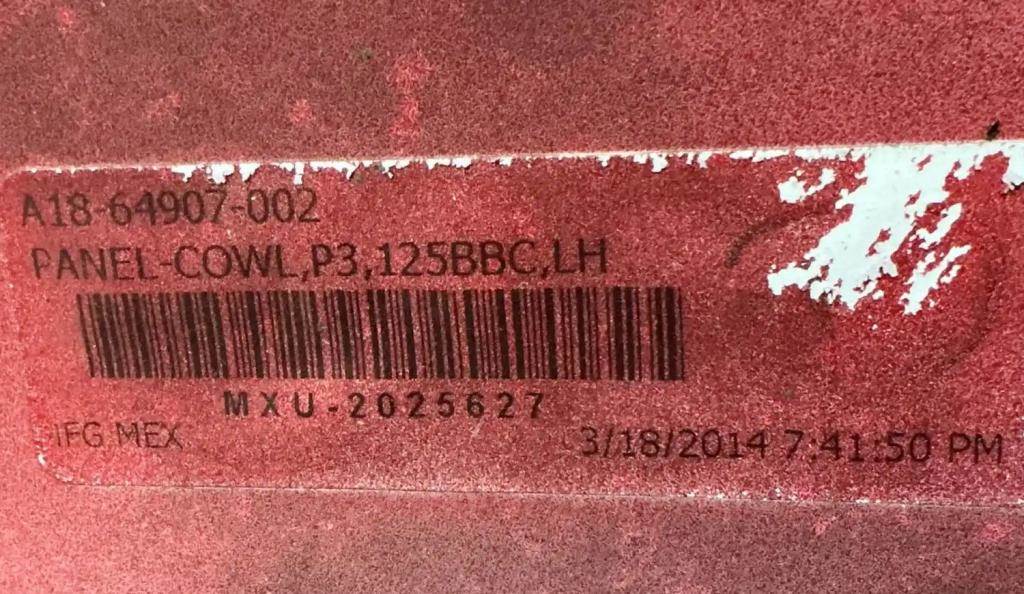 A18-64907-002
PANEL-COWL,P3,125BBC,LH
MXU-2025627
IFG MEX
3/18/2014 7:41:50 PM